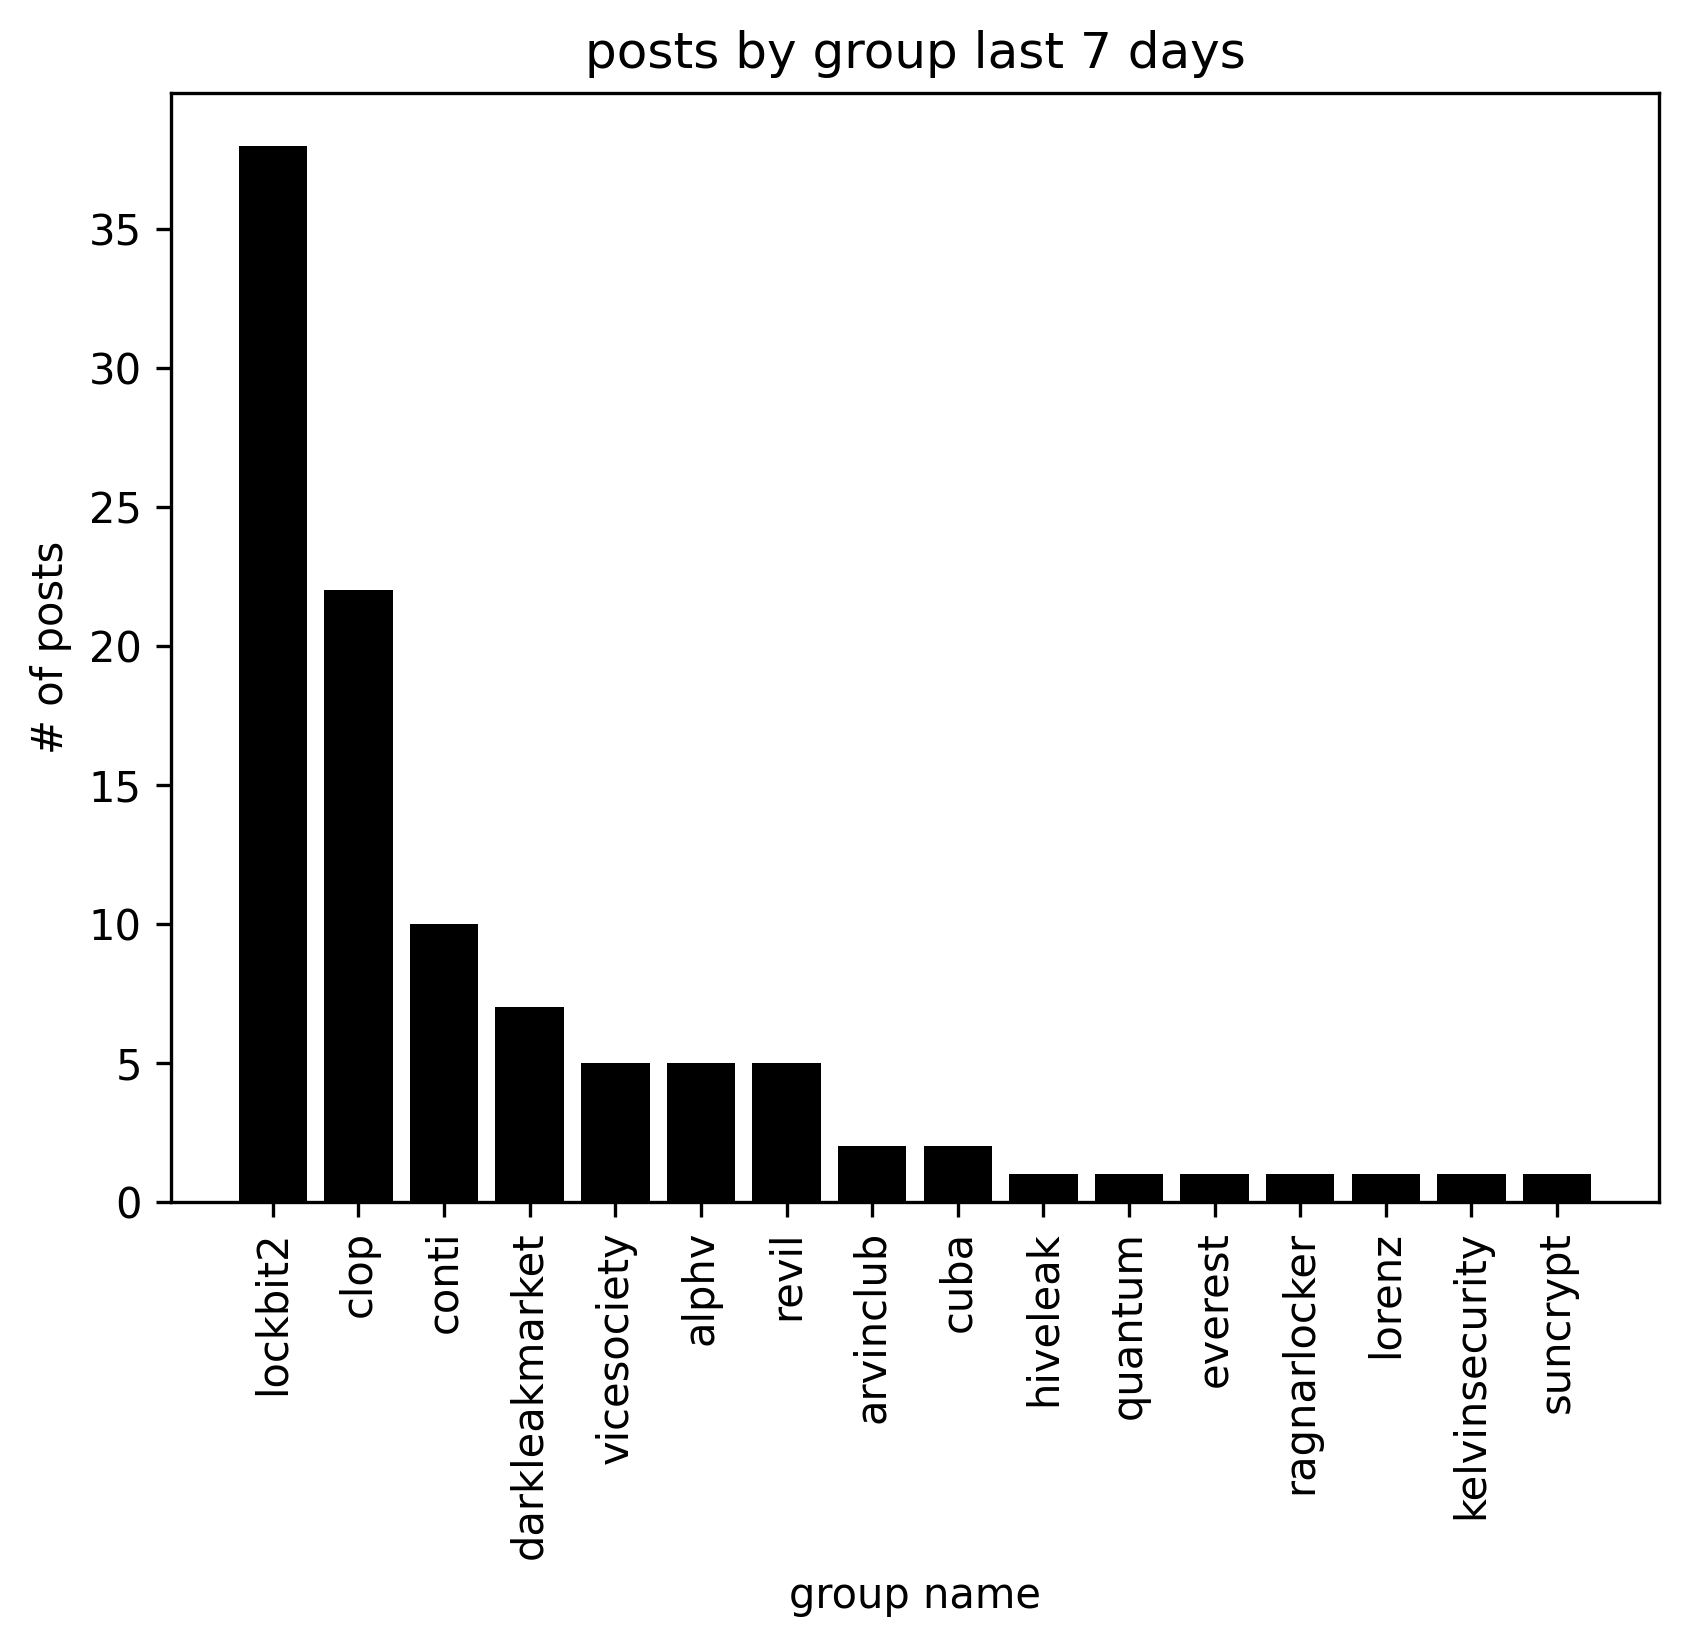 posts by group last 7 days
# of posts
35
30
25
20
15
10
5
0
lockbit2
clop
conti
darkleakmarket
vicesociety
alphv
revil
arvinclub
cuba
hiveleak
quantum
everest
ragnarlocker
lorenz
kelvinsecurity
suncrypt
group name